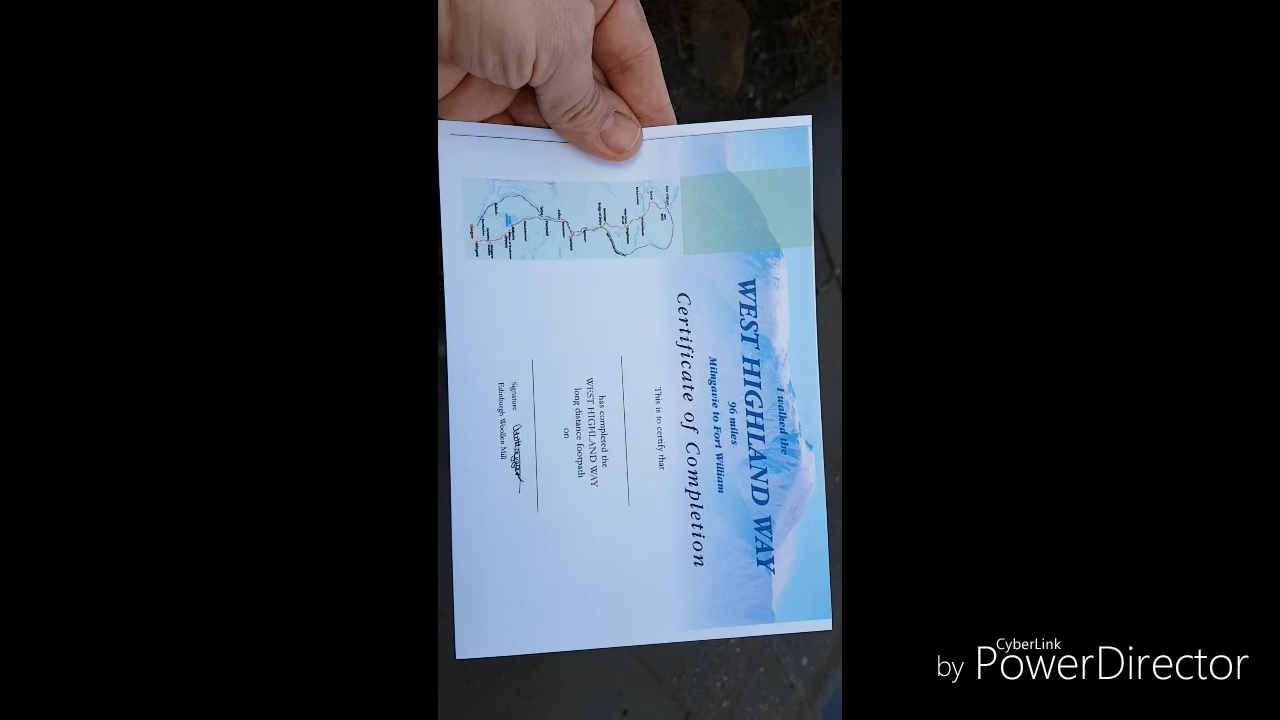 I walked the
WEST HIGHLAND WAY
96 miles
Milngavie to Fort William
Certificate of Completion
This is to certify that
has completed the
WEST HIGHLAND WAY
long distance footpath
on
Signature
Edinburgh Woollen Mill
CyberLink
by PowerDirector